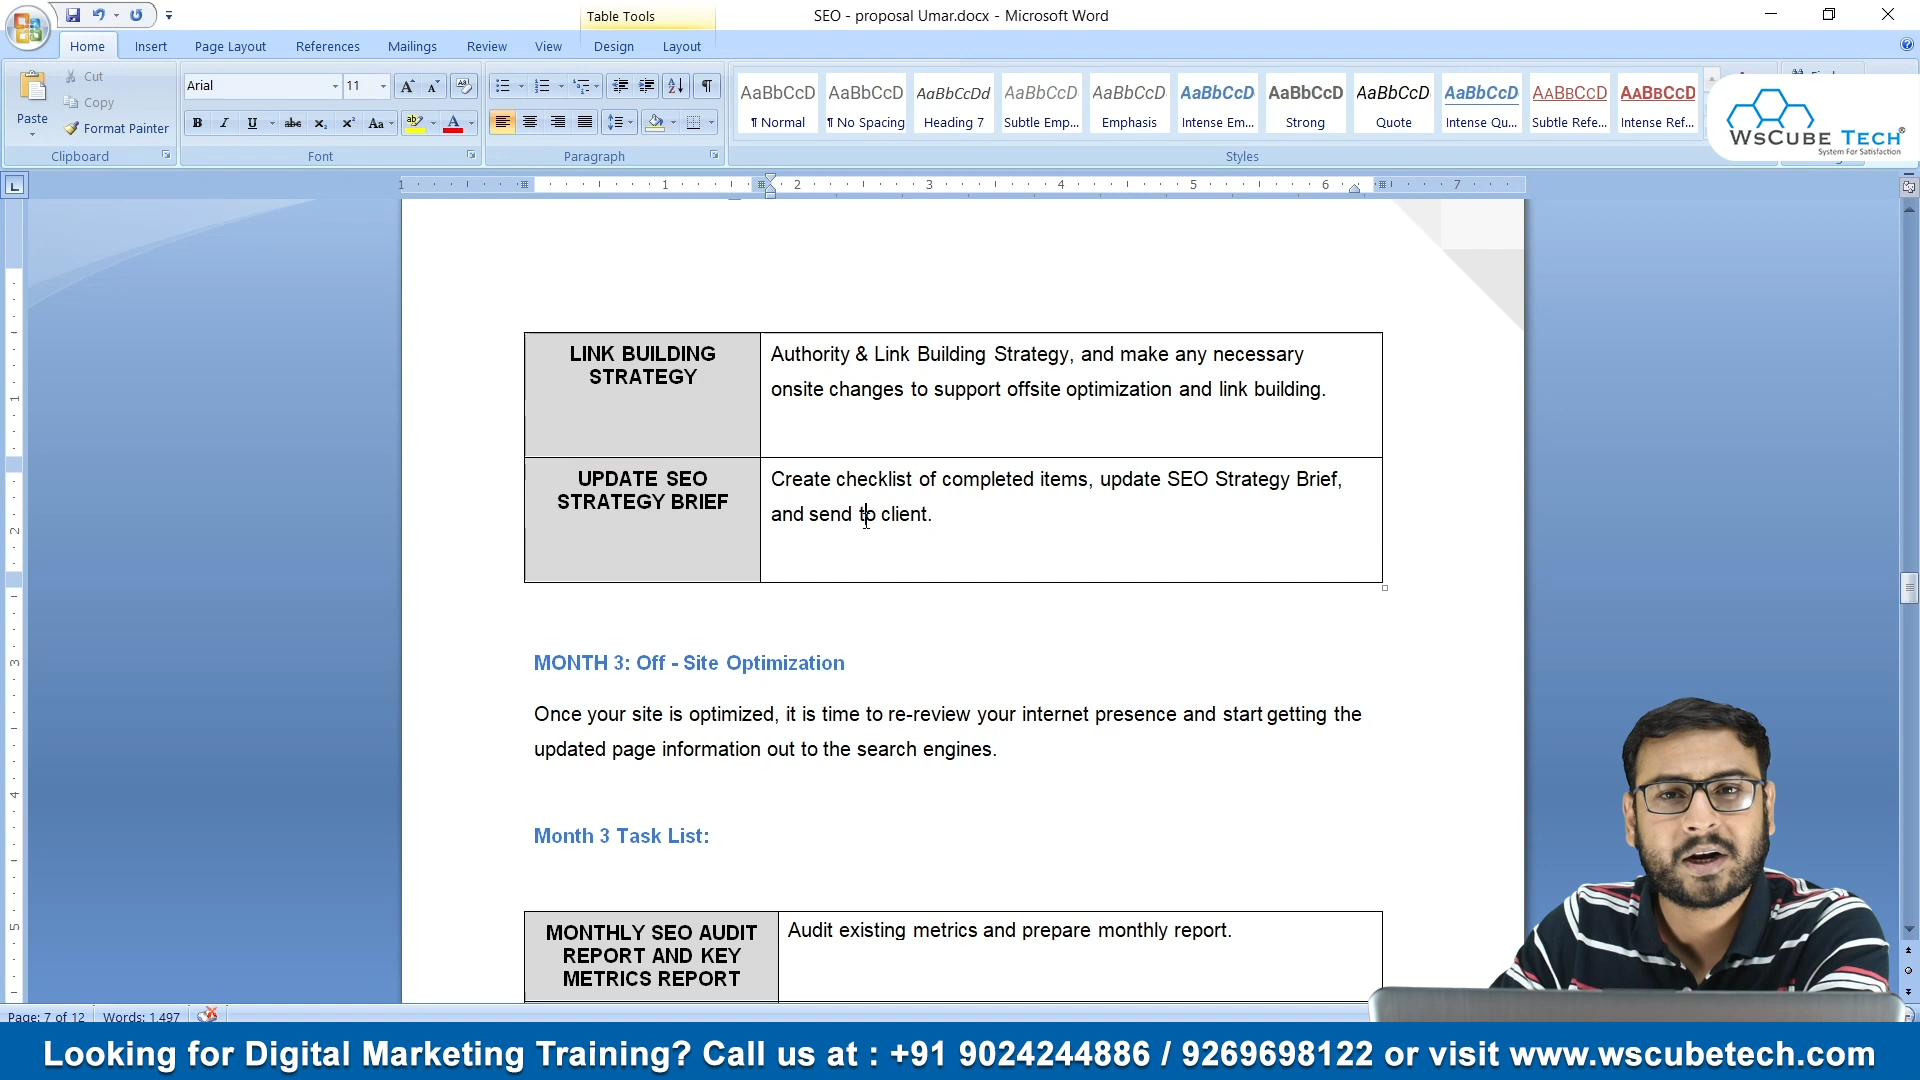 Table Tools
SEO - proposal Umar.docx - Microsoft Word
Home Insert Page Layout References Mailings Review View Design Layout
Paste
Cut
Copy
Format Painter
Clipboard
Arial 11
Font
Paragraph
AaBbCcD AaBbCcD AaBbCcDd AaBbCcD AaBbCcD AaBbCcD AaBbCcD AaBbCcD AaBbCcD AABBCCD AABBCCD
¶ Normal ¶ No Spacing Heading 7 Subtle Emp... Emphasis Intense Em... Strong Quote Intense Qu... Subtle Refe... Intense Ref...
Styles
WsCUBE TECH®
System For Satisfaction
1 1 2 3 4 5 6 7
LINK BUILDING
STRATEGY
Authority & Link Building Strategy, and make any necessary
onsite changes to support offsite optimization and link building.
UPDATE SEO
STRATEGY BRIEF
Create checklist of completed items, update SEO Strategy Brief,
and send to client.
MONTH 3: Off - Site Optimization
Once your site is optimized, it is time to re-review your internet presence and start getting the
updated page information out to the search engines.
Month 3 Task List:
MONTHLY SEO AUDIT
REPORT AND KEY
METRICS REPORT
Audit existing metrics and prepare monthly report.
Page: 7 of 12 Words: 1,497
Looking for Digital Marketing Training? Call us at : +91 9024244886 / 9269698122 or visit www.wscubetech.com